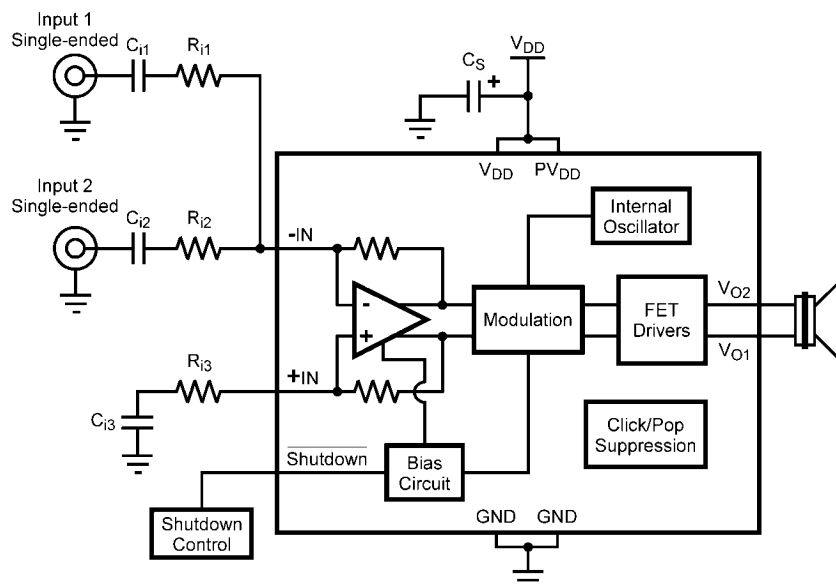 Input 1
Single-ended
Ci1
Ri1
CS
+
VDD
Input 2
Single-ended
Ci2
Ri2
VDD
PVDD
Internal
Oscillator
-IN
-
+
Modulation
FET
Drivers
VO2
VO1
Ri3
+IN
Ci3
Click/Pop
Suppression
Shutdown
Bias
Circuit
Shutdown
Control
GND
GND